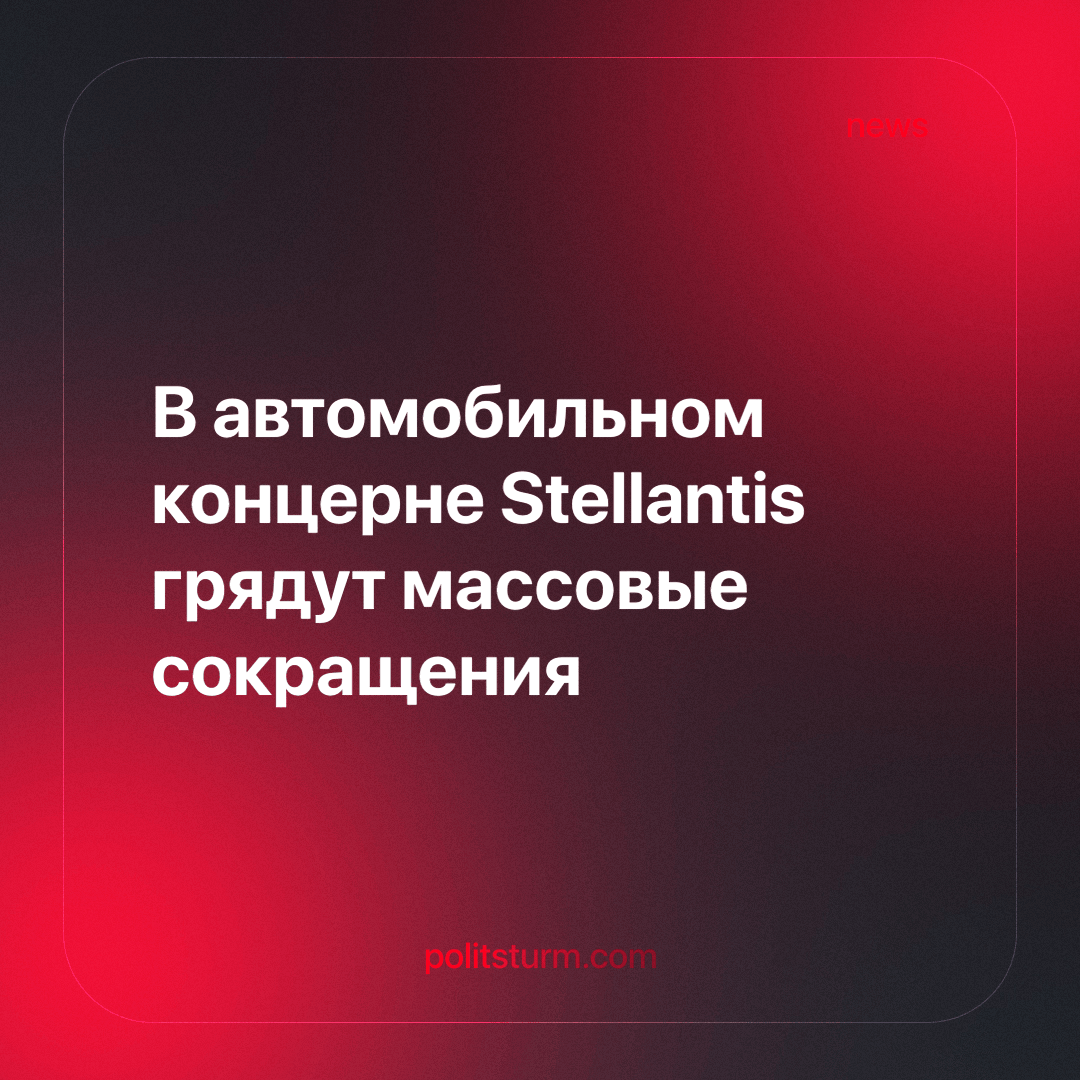 news
В автомобильном
концерне Stellantis
грядут массовые
сокращения
politsturm.com